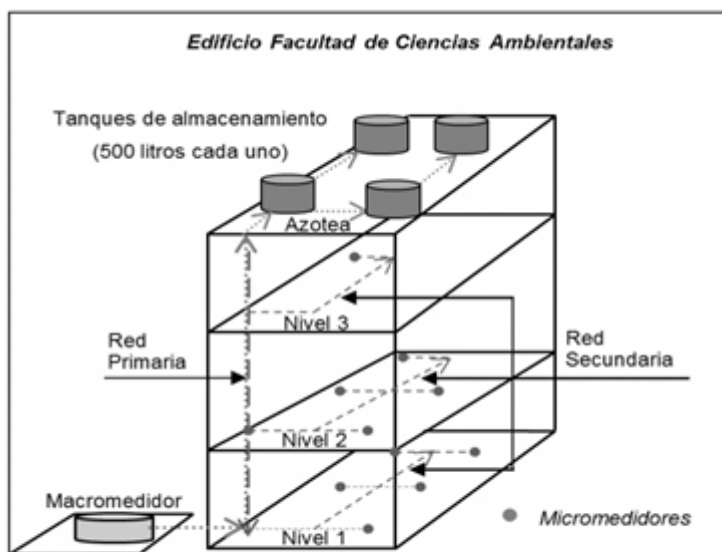 Edificio Facultad de Ciencias Ambientales
Tanques de almacenamiento
(500 litros cada uno)
Azotea
Nivel 3
Red
Primaria
Red
Secundaria
Nivel 2
Macromedidor
Nivel 1
Micromedidores